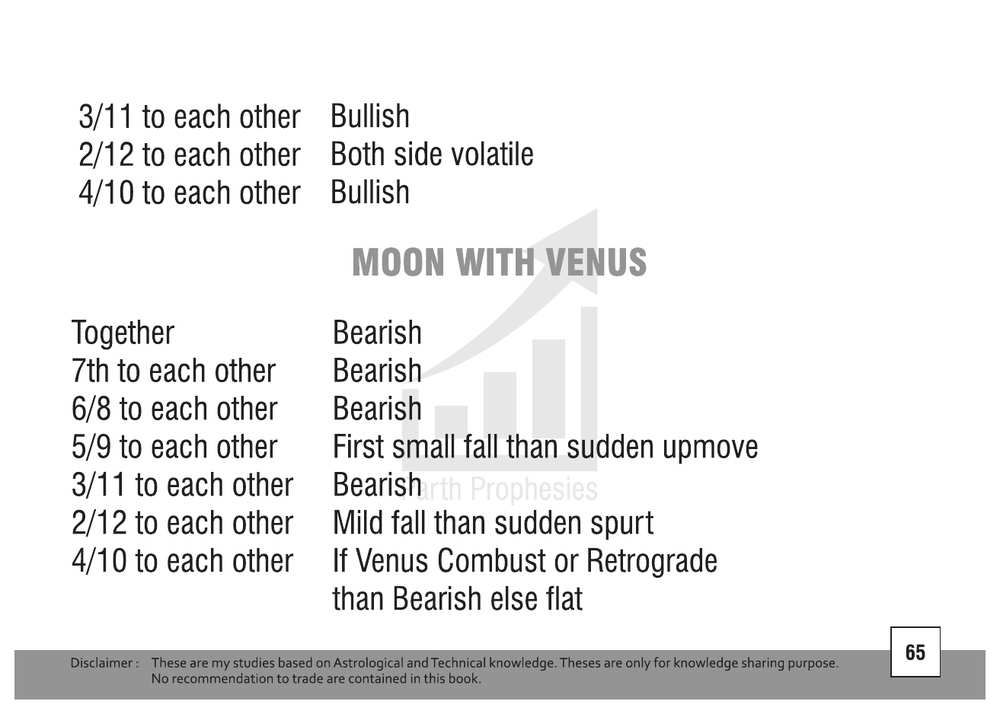 3/11 to each other Bullish
2/12 to each other Both side volatile
4/10 to each other Bullish
MOON WITH VENUS
Together Bearish
7th to each other Bearish
6/8 to each other Bearish
5/9 to each other First small fall than sudden upmove
3/11 to each other Bearish
Parth Prophesies
2/12 to each other Mild fall than sudden spurt
4/10 to each other If Venus Combust or Retrograde
than Bearish else flat
65
Disclaimer : These are my studies based on Astrological and Technical knowledge. Theses are only for knowledge sharing purpose.
No recommendation to trade are contained in this book.